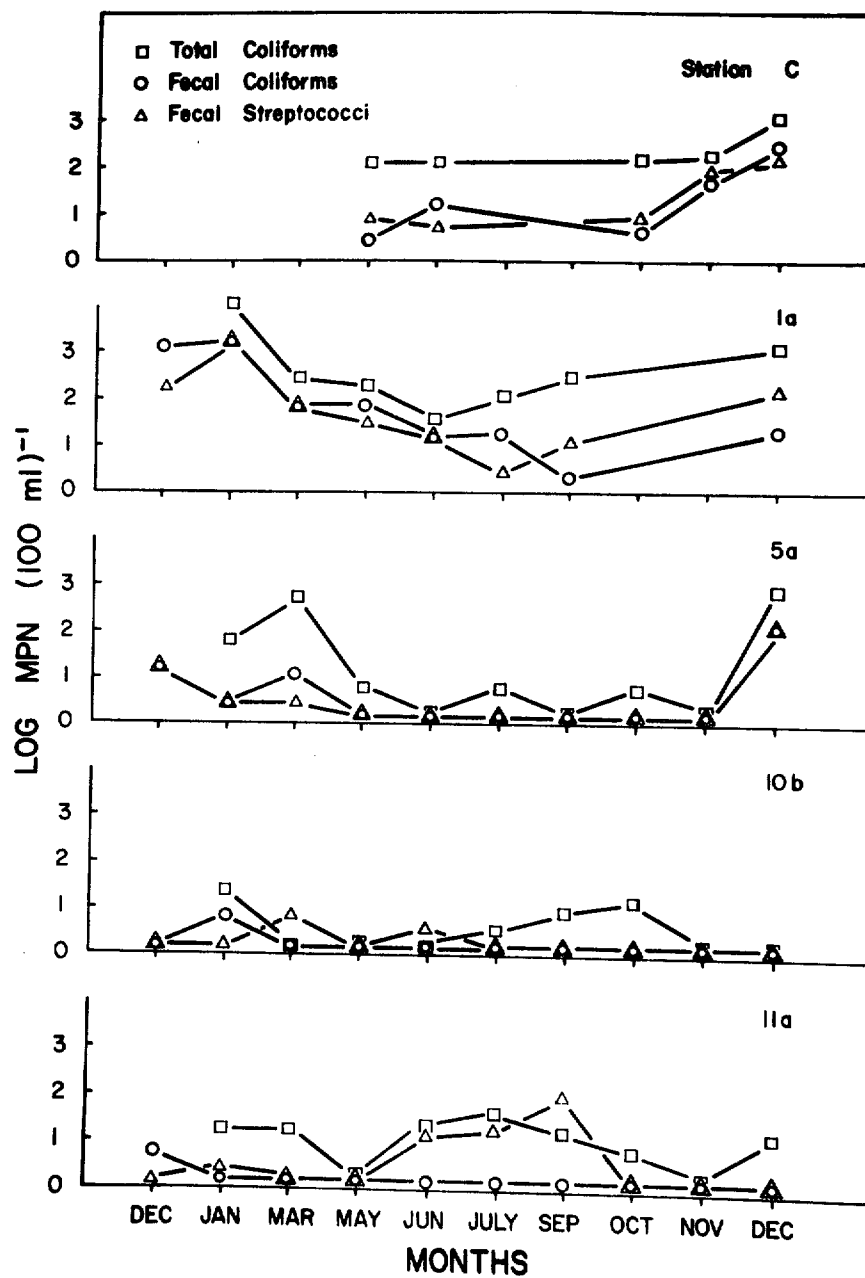 Total Coliforms
Fecal Coliforms
Fecal Streptococci
Station C
3
2
1
0
1a
3
2
1
0
5a
3
2
1
0
10b
3
2
1
0
11a
3
2
1
0
LOG MPN (100 ml)⁻¹
DEC JAN MAR MAY JUN JULY SEP OCT NOV DEC
MONTHS